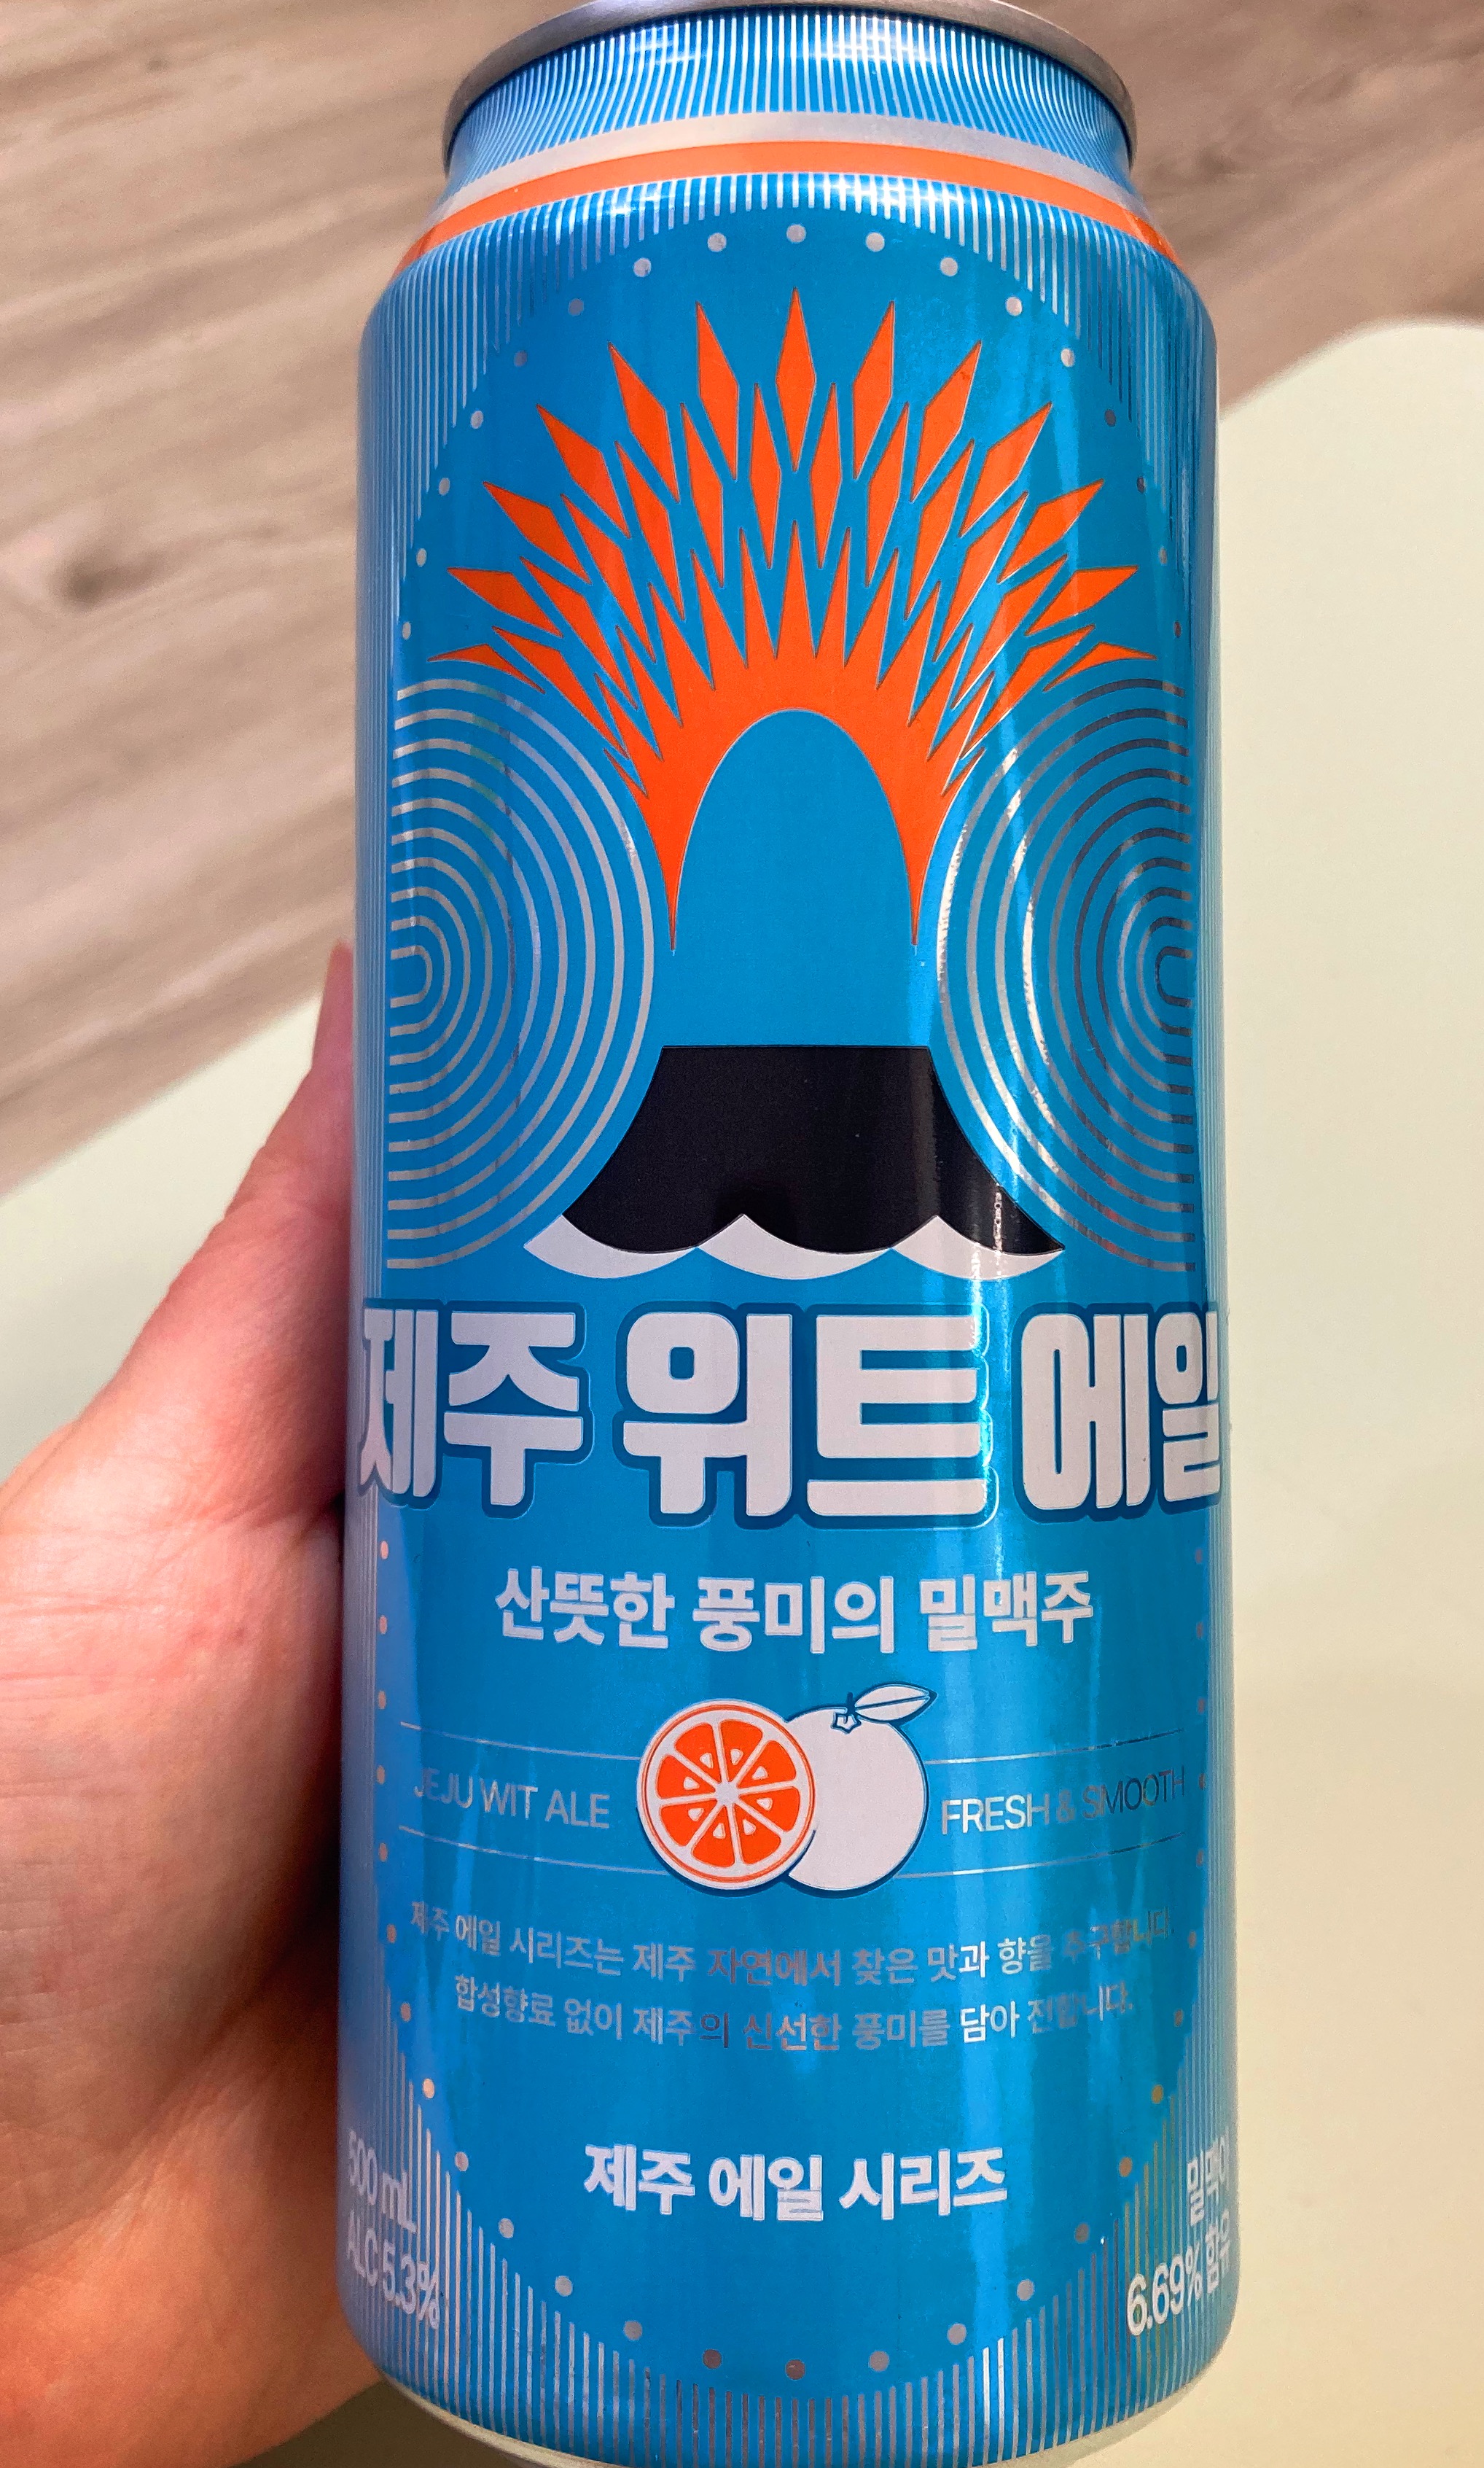 제주 위트 에일
산뜻한 풍미의 밀맥주
JEJU WIT ALE
FRESH & SMOOTH
제주 에일 시리즈는 제주 자연에서 찾은 맛과 향을 추구합니다.
합성향료 없이 제주의 신선한 풍미를 담아 전합니다.
제주 에일 시리즈
500 mL
ALC 5.3%
밀맥아
6.69% 함유